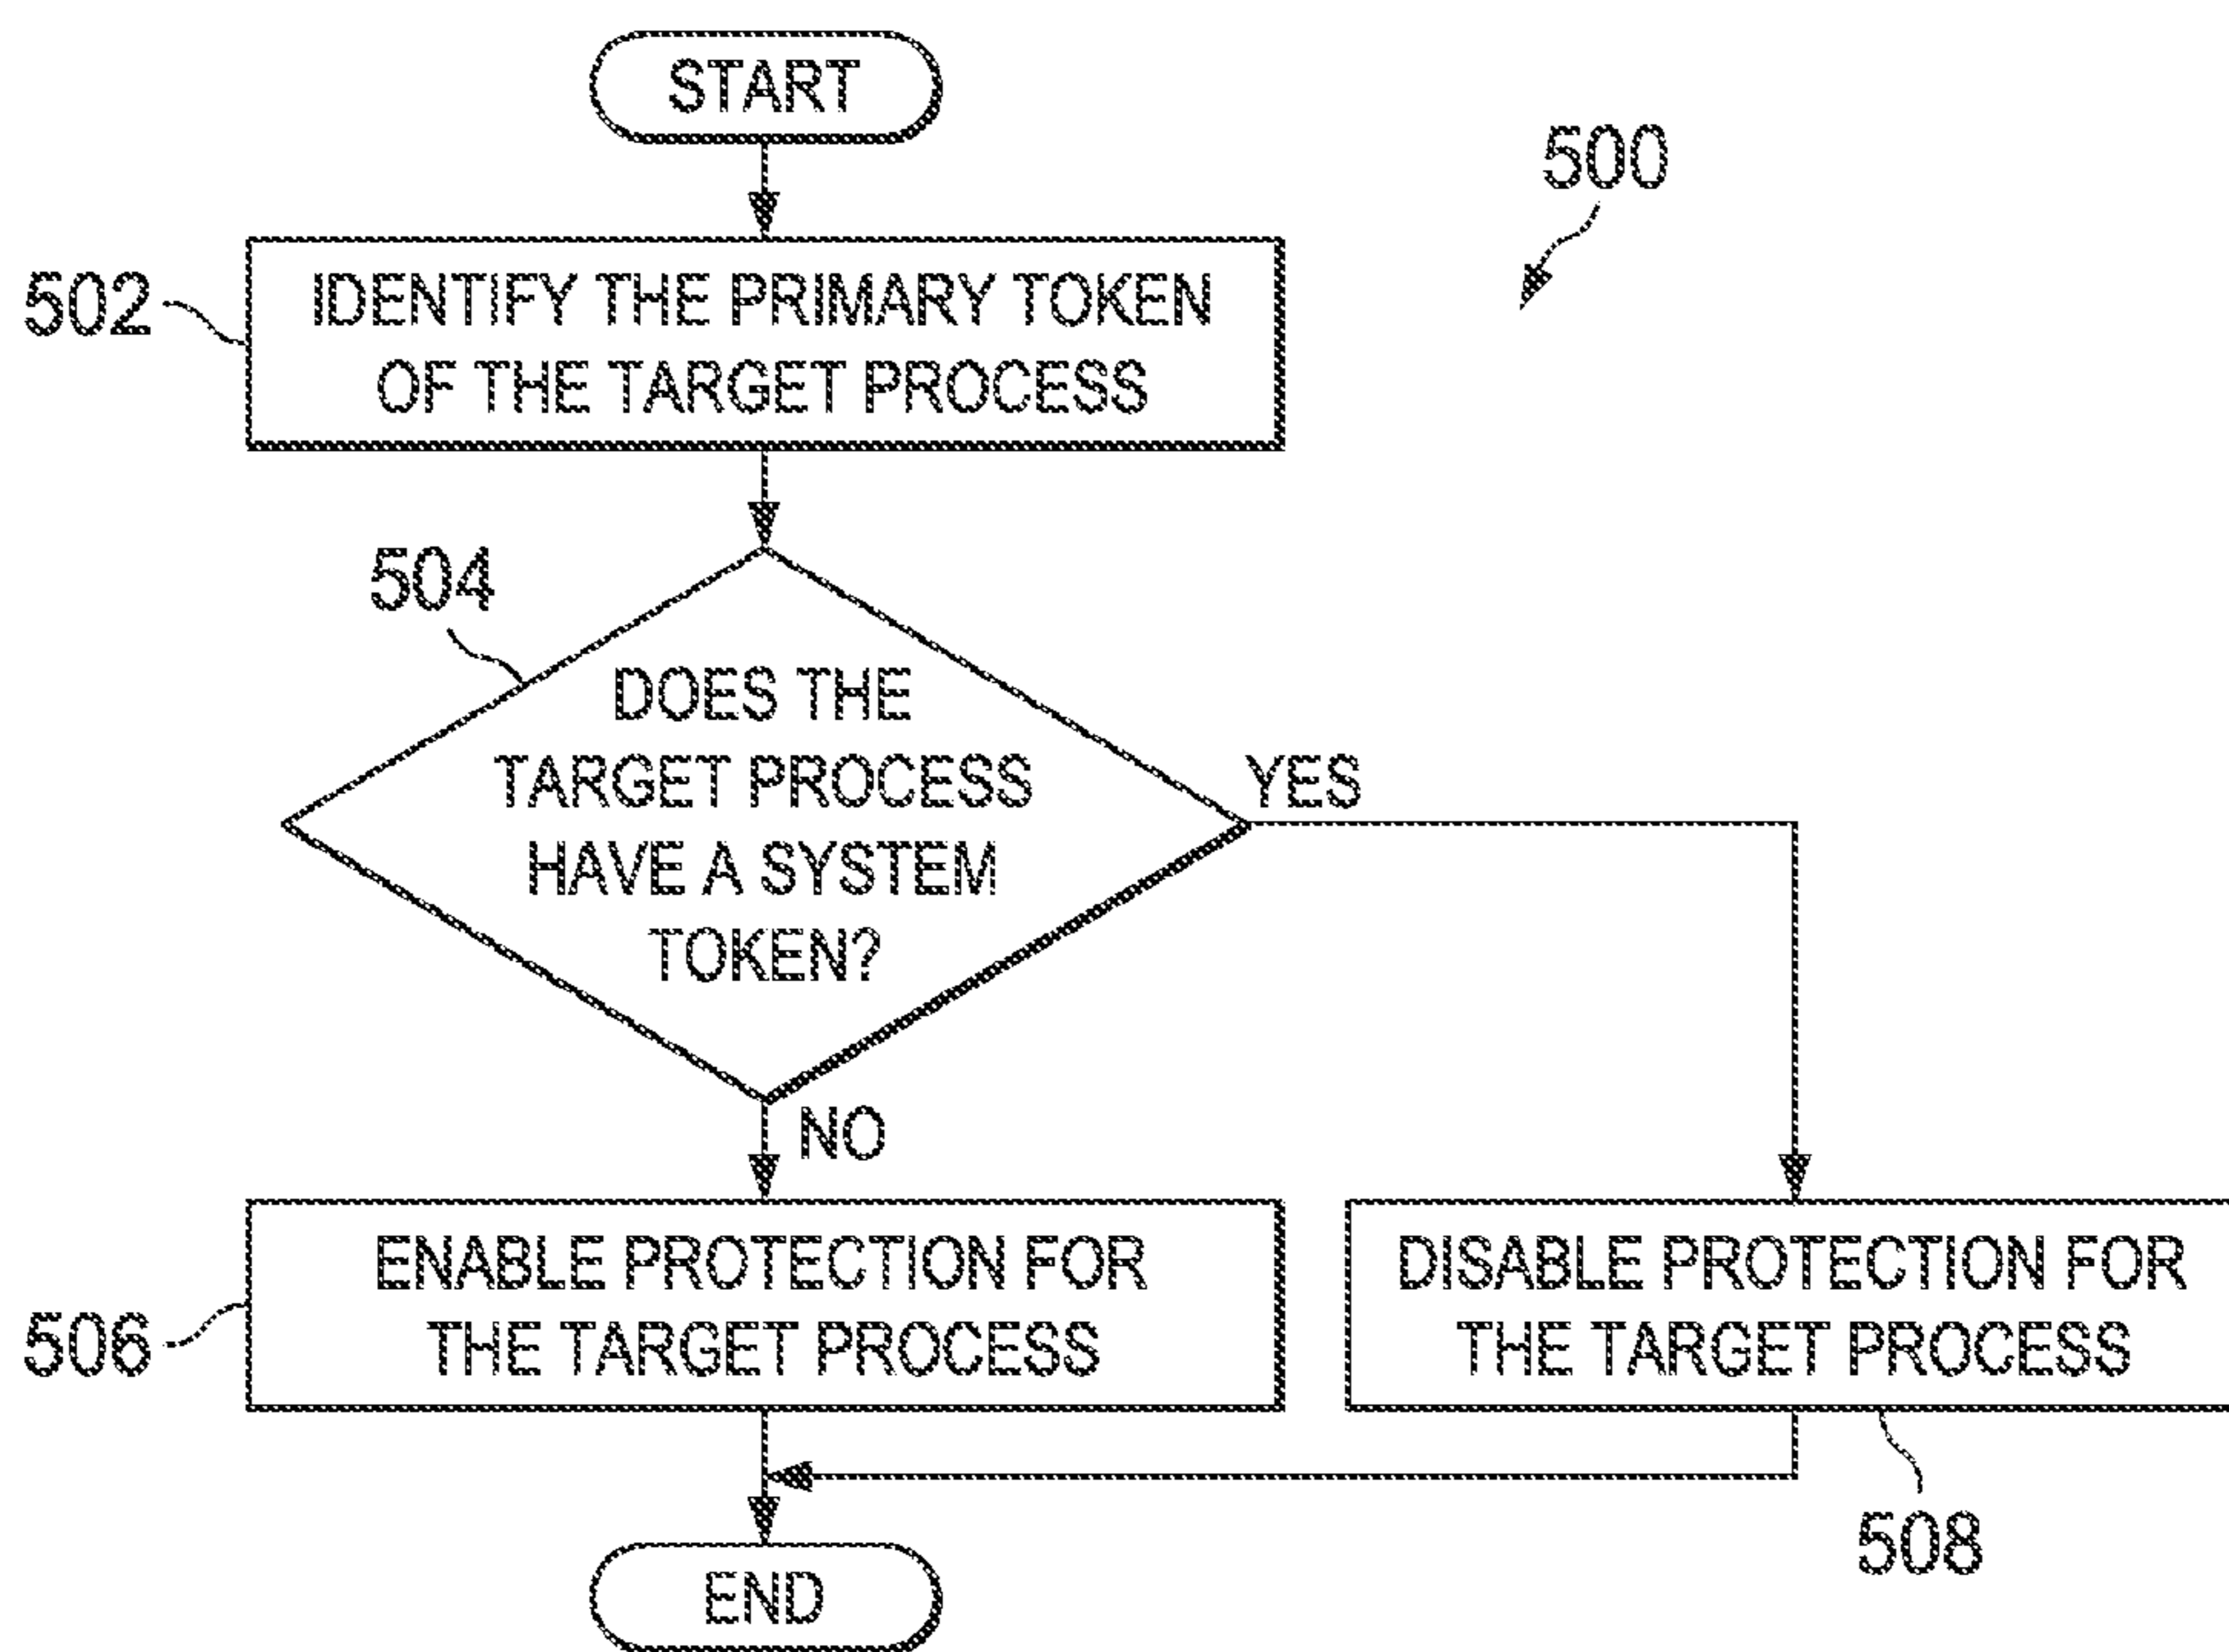 START
500
502
IDENTIFY THE PRIMARY TOKEN
OF THE TARGET PROCESS
504
DOES THE
TARGET PROCESS
HAVE A SYSTEM
TOKEN?
YES
NO
506
ENABLE PROTECTION FOR
THE TARGET PROCESS
DISABLE PROTECTION FOR
THE TARGET PROCESS
508
END